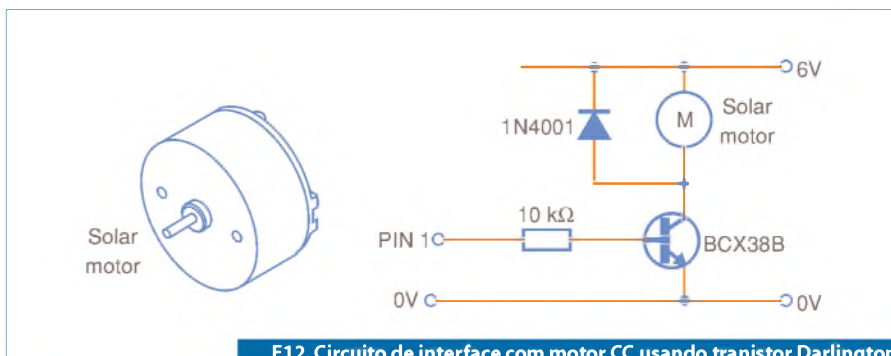 6V
1N4001
M
Solar
motor
10 kΩ
PIN 1
BCX38B
Solar
motor
0V
0V
F12. Circuito de interface com motor CC usando tranistor Darlington